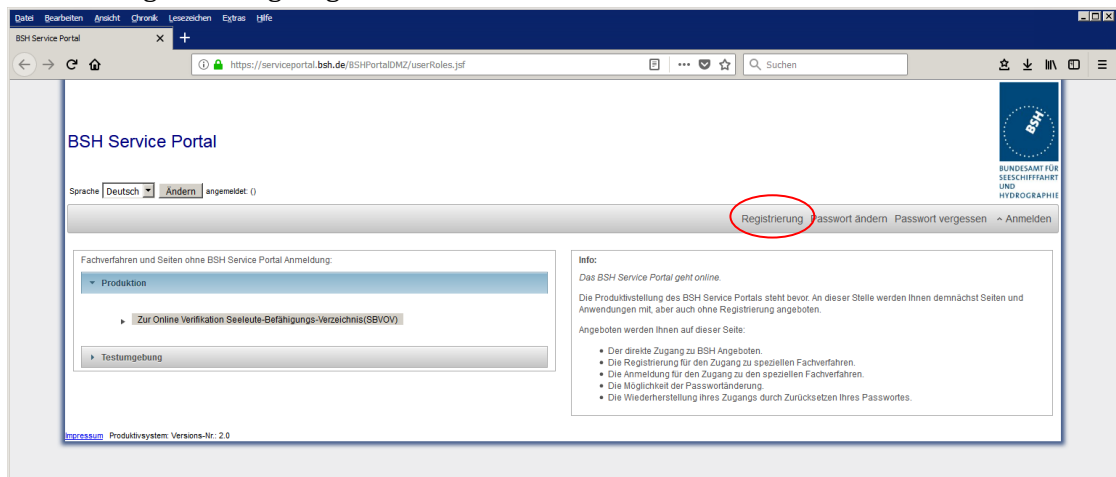 Datei Bearbeiten Ansicht Chronik Lesezeichen Extras Hilfe
BSH Service Portal
https://serviceportal.bsh.de/BSHPortalDMZ/userRoles.jsf
Suchen
BSH
BUNDESAMT FÜR
SEESCHIFFFAHRT
UND
HYDROGRAPHIE
BSH Service Portal
Sprache Deutsch Ändern angemeldet: ()
Registrierung Passwort ändern Passwort vergessen Anmelden
Fachverfahren und Seiten ohne BSH Service Portal Anmeldung:
Produktion
Zur Online Verifikation Seeleute-Befähigungs-Verzeichnis(SBVOV)
Testumgebung
Info:
Das BSH Service Portal geht online.
Die Produktivstellung des BSH Service Portals steht bevor. An dieser Stelle werden Ihnen demnächst Seiten und
Anwendungen mit, aber auch ohne Registrierung angeboten.
Angeboten werden Ihnen auf dieser Seite:
• Der direkte Zugang zu BSH Angeboten.
• Die Registrierung für den Zugang zu speziellen Fachverfahren.
• Die Anmeldung für den Zugang zu den speziellen Fachverfahren.
• Die Möglichkeit der Passwortänderung.
• Die Wiederherstellung ihres Zugangs durch Zurücksetzen Ihres Passwortes.
Impressum Produktivsystem: Versions-Nr.: 2.0